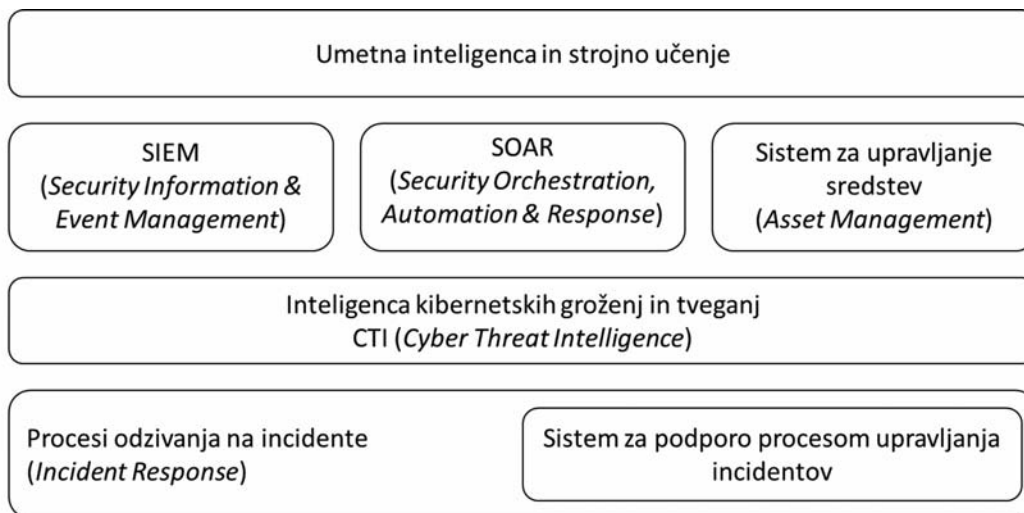 Umetna inteligenca in strojno učenje
SIEM
(Security Information &
Event Management)
SOAR
(Security Orchestration,
Automation & Response)
Sistem za upravljanje
sredstev
(Asset Management)
Inteligenca kibernetskih groženj in tveganj
CTI (Cyber Threat Intelligence)
Procesi odzivanja na incidente
(Incident Response)
Sistem za podporo procesom upravljanja
incidentov